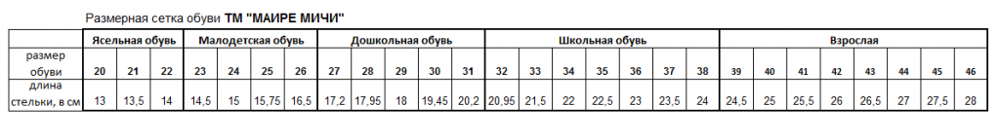 Размерная сетка обуви ТМ "МАИРЕ МИЧИ"
Ясельная обувь Малодетская обувь Дошкольная обувь Школьная обувь Взрослая
размер обуви 20 21 22 23 24 25 26 27 28 29 30 31 32 33 34 35 36 37 38 39 40 41 42 43 44 45 46
длина стельки, в см 13 13,5 14 14,5 15 15,75 16,5 17,2 17,95 18 19,45 20,2 20,95 21,5 22 22,5 23 23,5 24 24,5 25 25,5 26 26,5 27 27,5 28